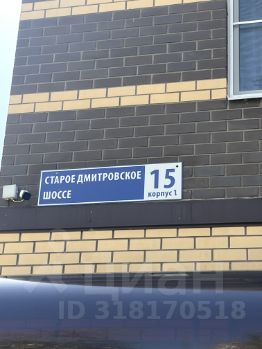 СТАРОЕ ДМИТРОВСКОЕ
ШОССЕ
15
корпус 1
циан
ID 318170518